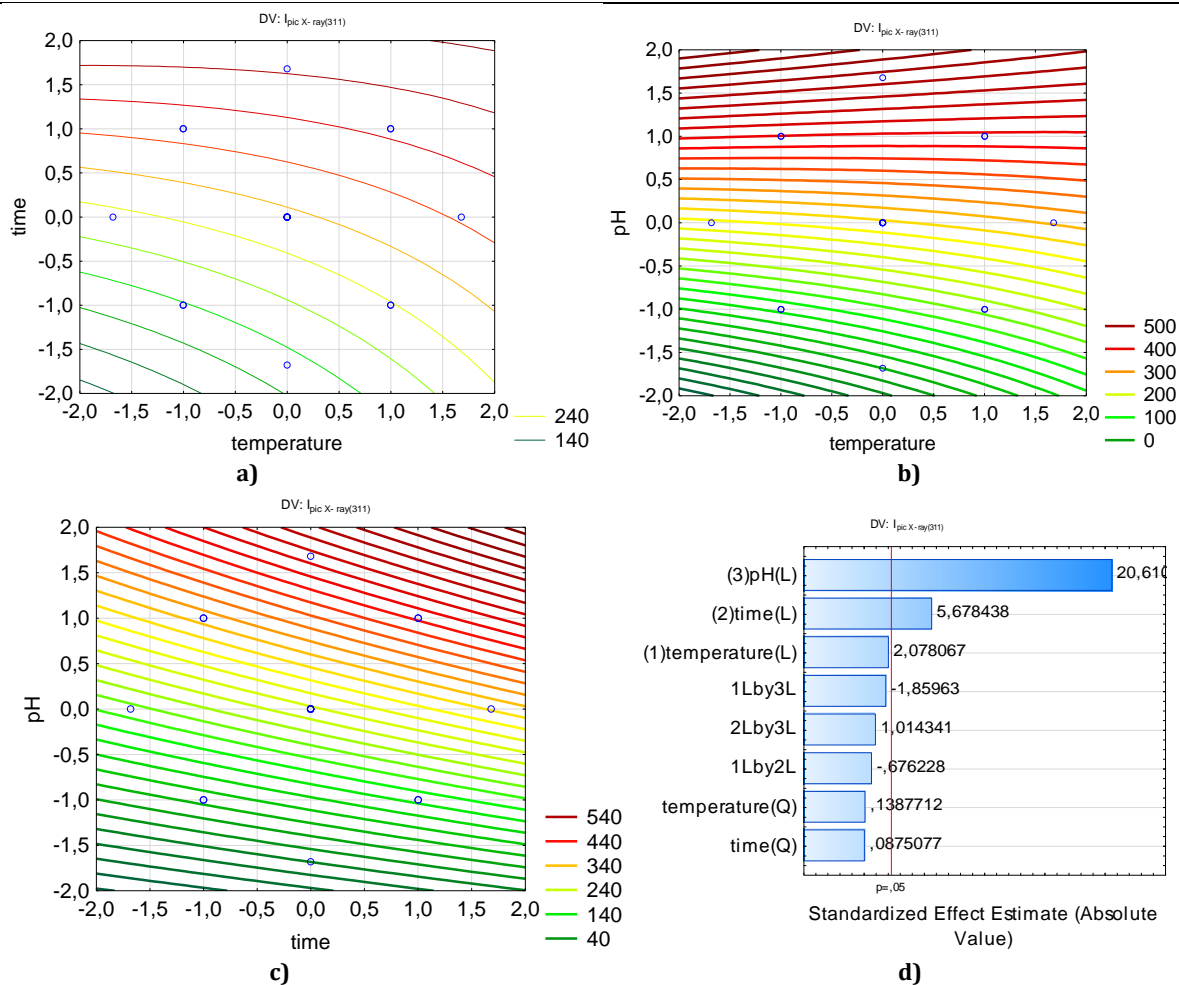 DV: I pic X- ray(311)
2,0
1,5
1,0
0,5
0,0
-0,5
-1,0
-1,5
-2,0
time
-2,0 -1,5 -1,0 -0,5 0,0 0,5 1,0 1,5 2,0
temperature
240
140
a)
DV: I pic X- ray(311)
2,0
1,5
1,0
0,5
0,0
-0,5
-1,0
-1,5
-2,0
pH
-2,0 -1,5 -1,0 -0,5 0,0 0,5 1,0 1,5 2,0
temperature
500
400
300
200
100
0
b)
DV: I pic X- ray(311)
2,0
1,5
1,0
0,5
0,0
-0,5
-1,0
-1,5
-2,0
pH
-2,0 -1,5 -1,0 -0,5 0,0 0,5 1,0 1,5 2,0
time
540
440
340
240
140
40
c)
DV: I pic X- ray(311)
(3)pH(L) 20,610
(2)time(L) 5,678438
(1)temperature(L) 2,078067
1Lby3L -1,85963
2Lby3L 1,014341
1Lby2L -,676228
temperature(Q) ,1387712
time(Q) ,0875077
p=,05
Standardized Effect Estimate (Absolute
Value)
d)